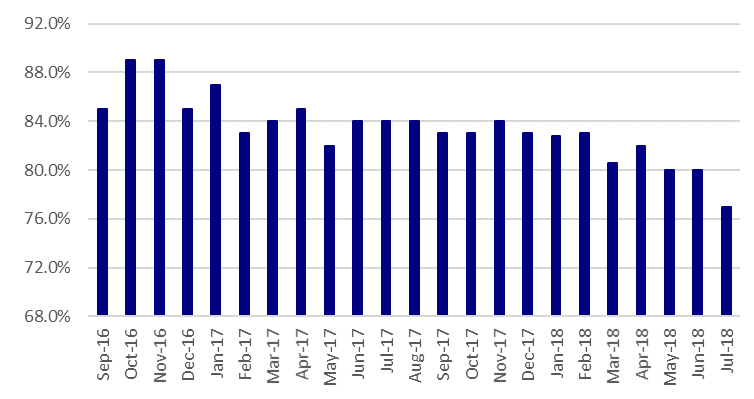 92.0%
88.0%
84.0%
80.0%
76.0%
72.0%
68.0%
Sep-16
Oct-16
Nov-16
Dec-16
Jan-17
Feb-17
Mar-17
Apr-17
May-17
Jun-17
Jul-17
Aug-17
Sep-17
Oct-17
Nov-17
Dec-17
Jan-18
Feb-18
Mar-18
Apr-18
May-18
Jun-18
Jul-18